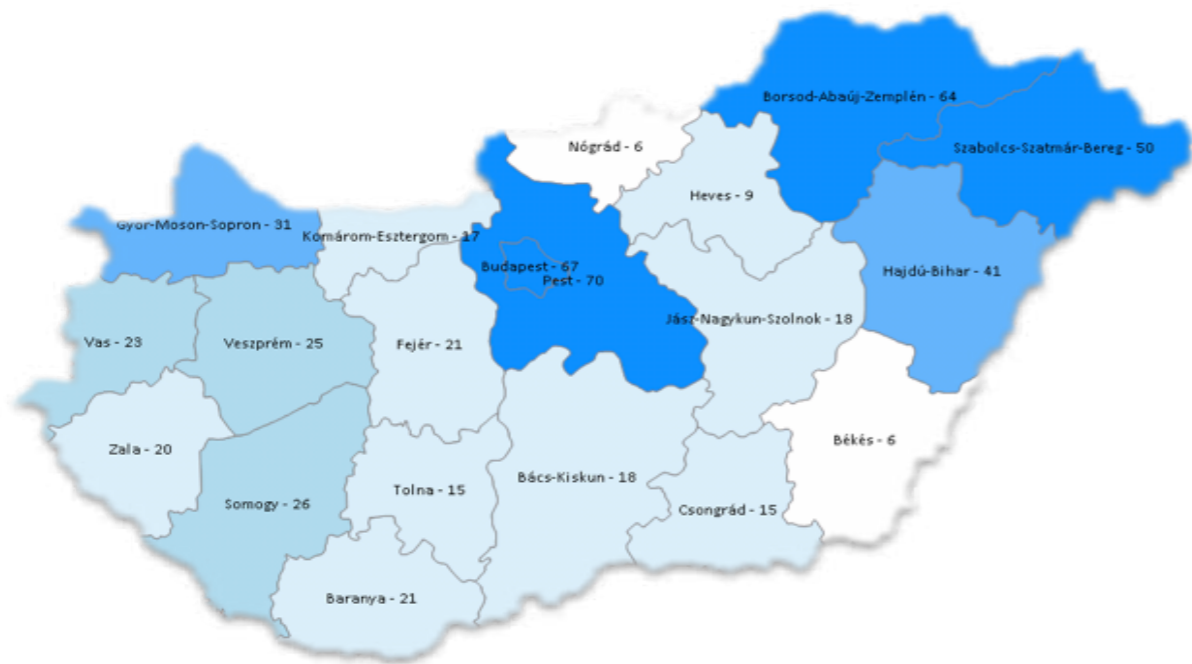 Borsod-Abaúj-Zemplén - 64
Nógrád - 6
Szabolcs-Szatmár-Bereg - 50
Heves - 9
Gyor-Moson-Sopron - 31
Komárom-Esztergom - 17
Budapest - 67
Pest - 70
Hajdú-Bihar - 41
Jász-Nagykun-Szolnok - 18
Vas - 23
Veszprém - 25
Fejér - 21
Békés - 6
Zala - 20
Bács-Kiskun - 18
Tolna - 15
Somogy - 26
Csongrád - 15
Baranya - 21